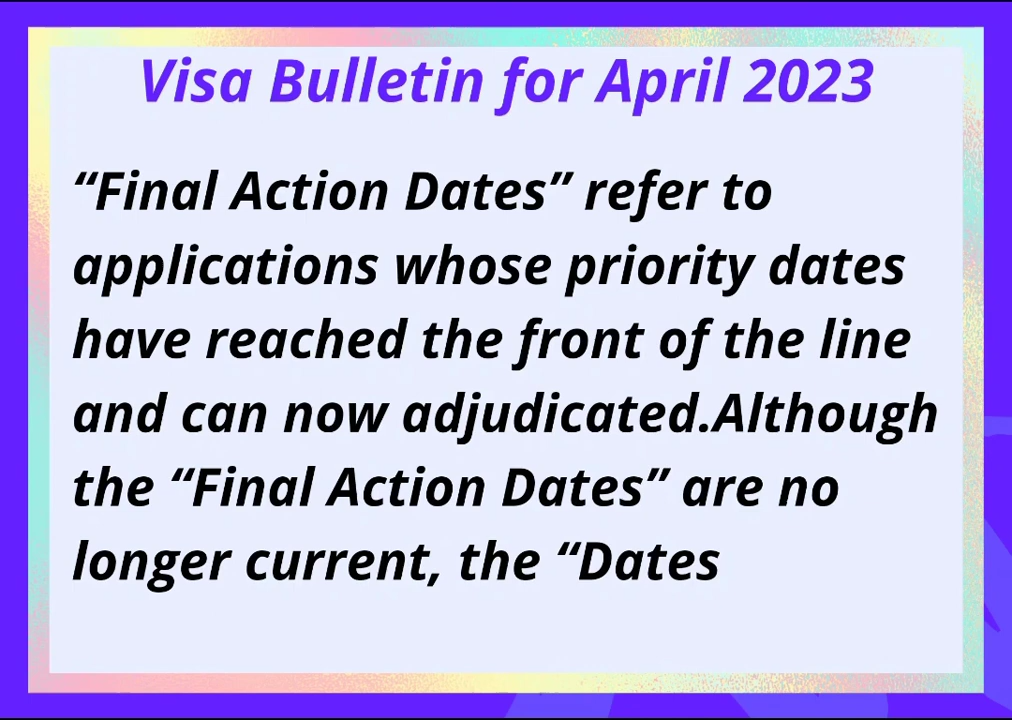 Visa Bulletin for April 2023
“Final Action Dates” refer to
applications whose priority dates
have reached the front of the line
and can now adjudicated.Although
the “Final Action Dates” are no
longer current, the “Dates